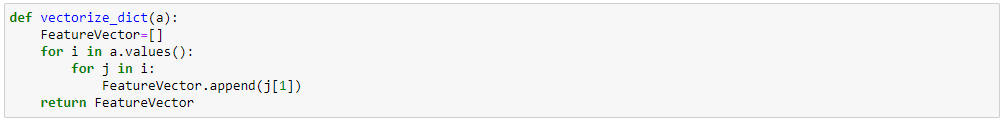 def vectorize_dict(a):
    FeatureVector=[]
    for i in a.values():
        for j in i:
            FeatureVector.append(j[1])
    return FeatureVector